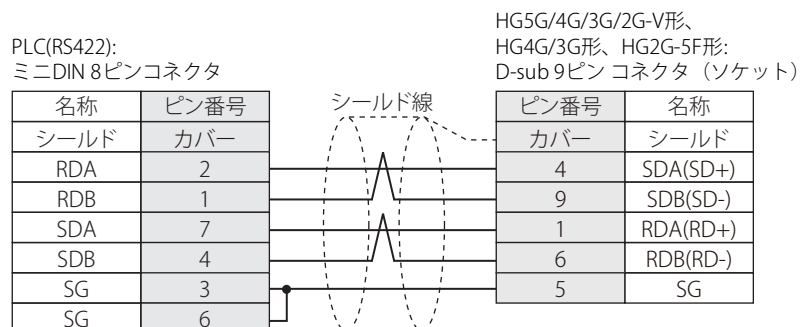 HG5G/4G/3G/2G-V形、
HG4G/3G形、HG2G-5F形:
D-sub 9ピン コネクタ（ソケット）
PLC(RS422):
ミニDIN 8ピンコネクタ
シールド線
名称 ピン番号 ピン番号 名称
シールド カバー カバー シールド
RDA 2 4 SDA(SD+)
RDB 1 9 SDB(SD-)
SDA 7 1 RDA(RD+)
SDB 4 6 RDB(RD-)
SG 3 5 SG
SG 6